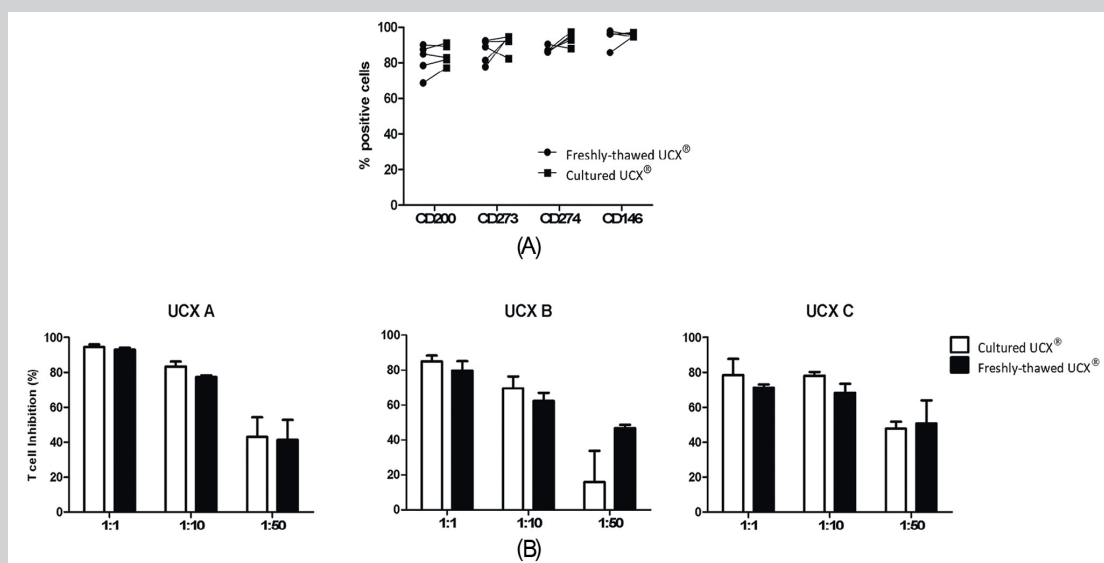 100
80
60
40
20
0
% positive cells
Freshly-thawed UCX®
Cultured UCX®
CD200 CD273 CD274 CD146
(A)
UCX A
100
80
60
40
20
0
T cell Inhibition (%)
1:1 1:10 1:50
UCX B
100
80
60
40
20
0
1:1 1:10 1:50
UCX C
100
80
60
40
20
0
1:1 1:10 1:50
Cultured UCX®
Freshly-thawed UCX®
(B)